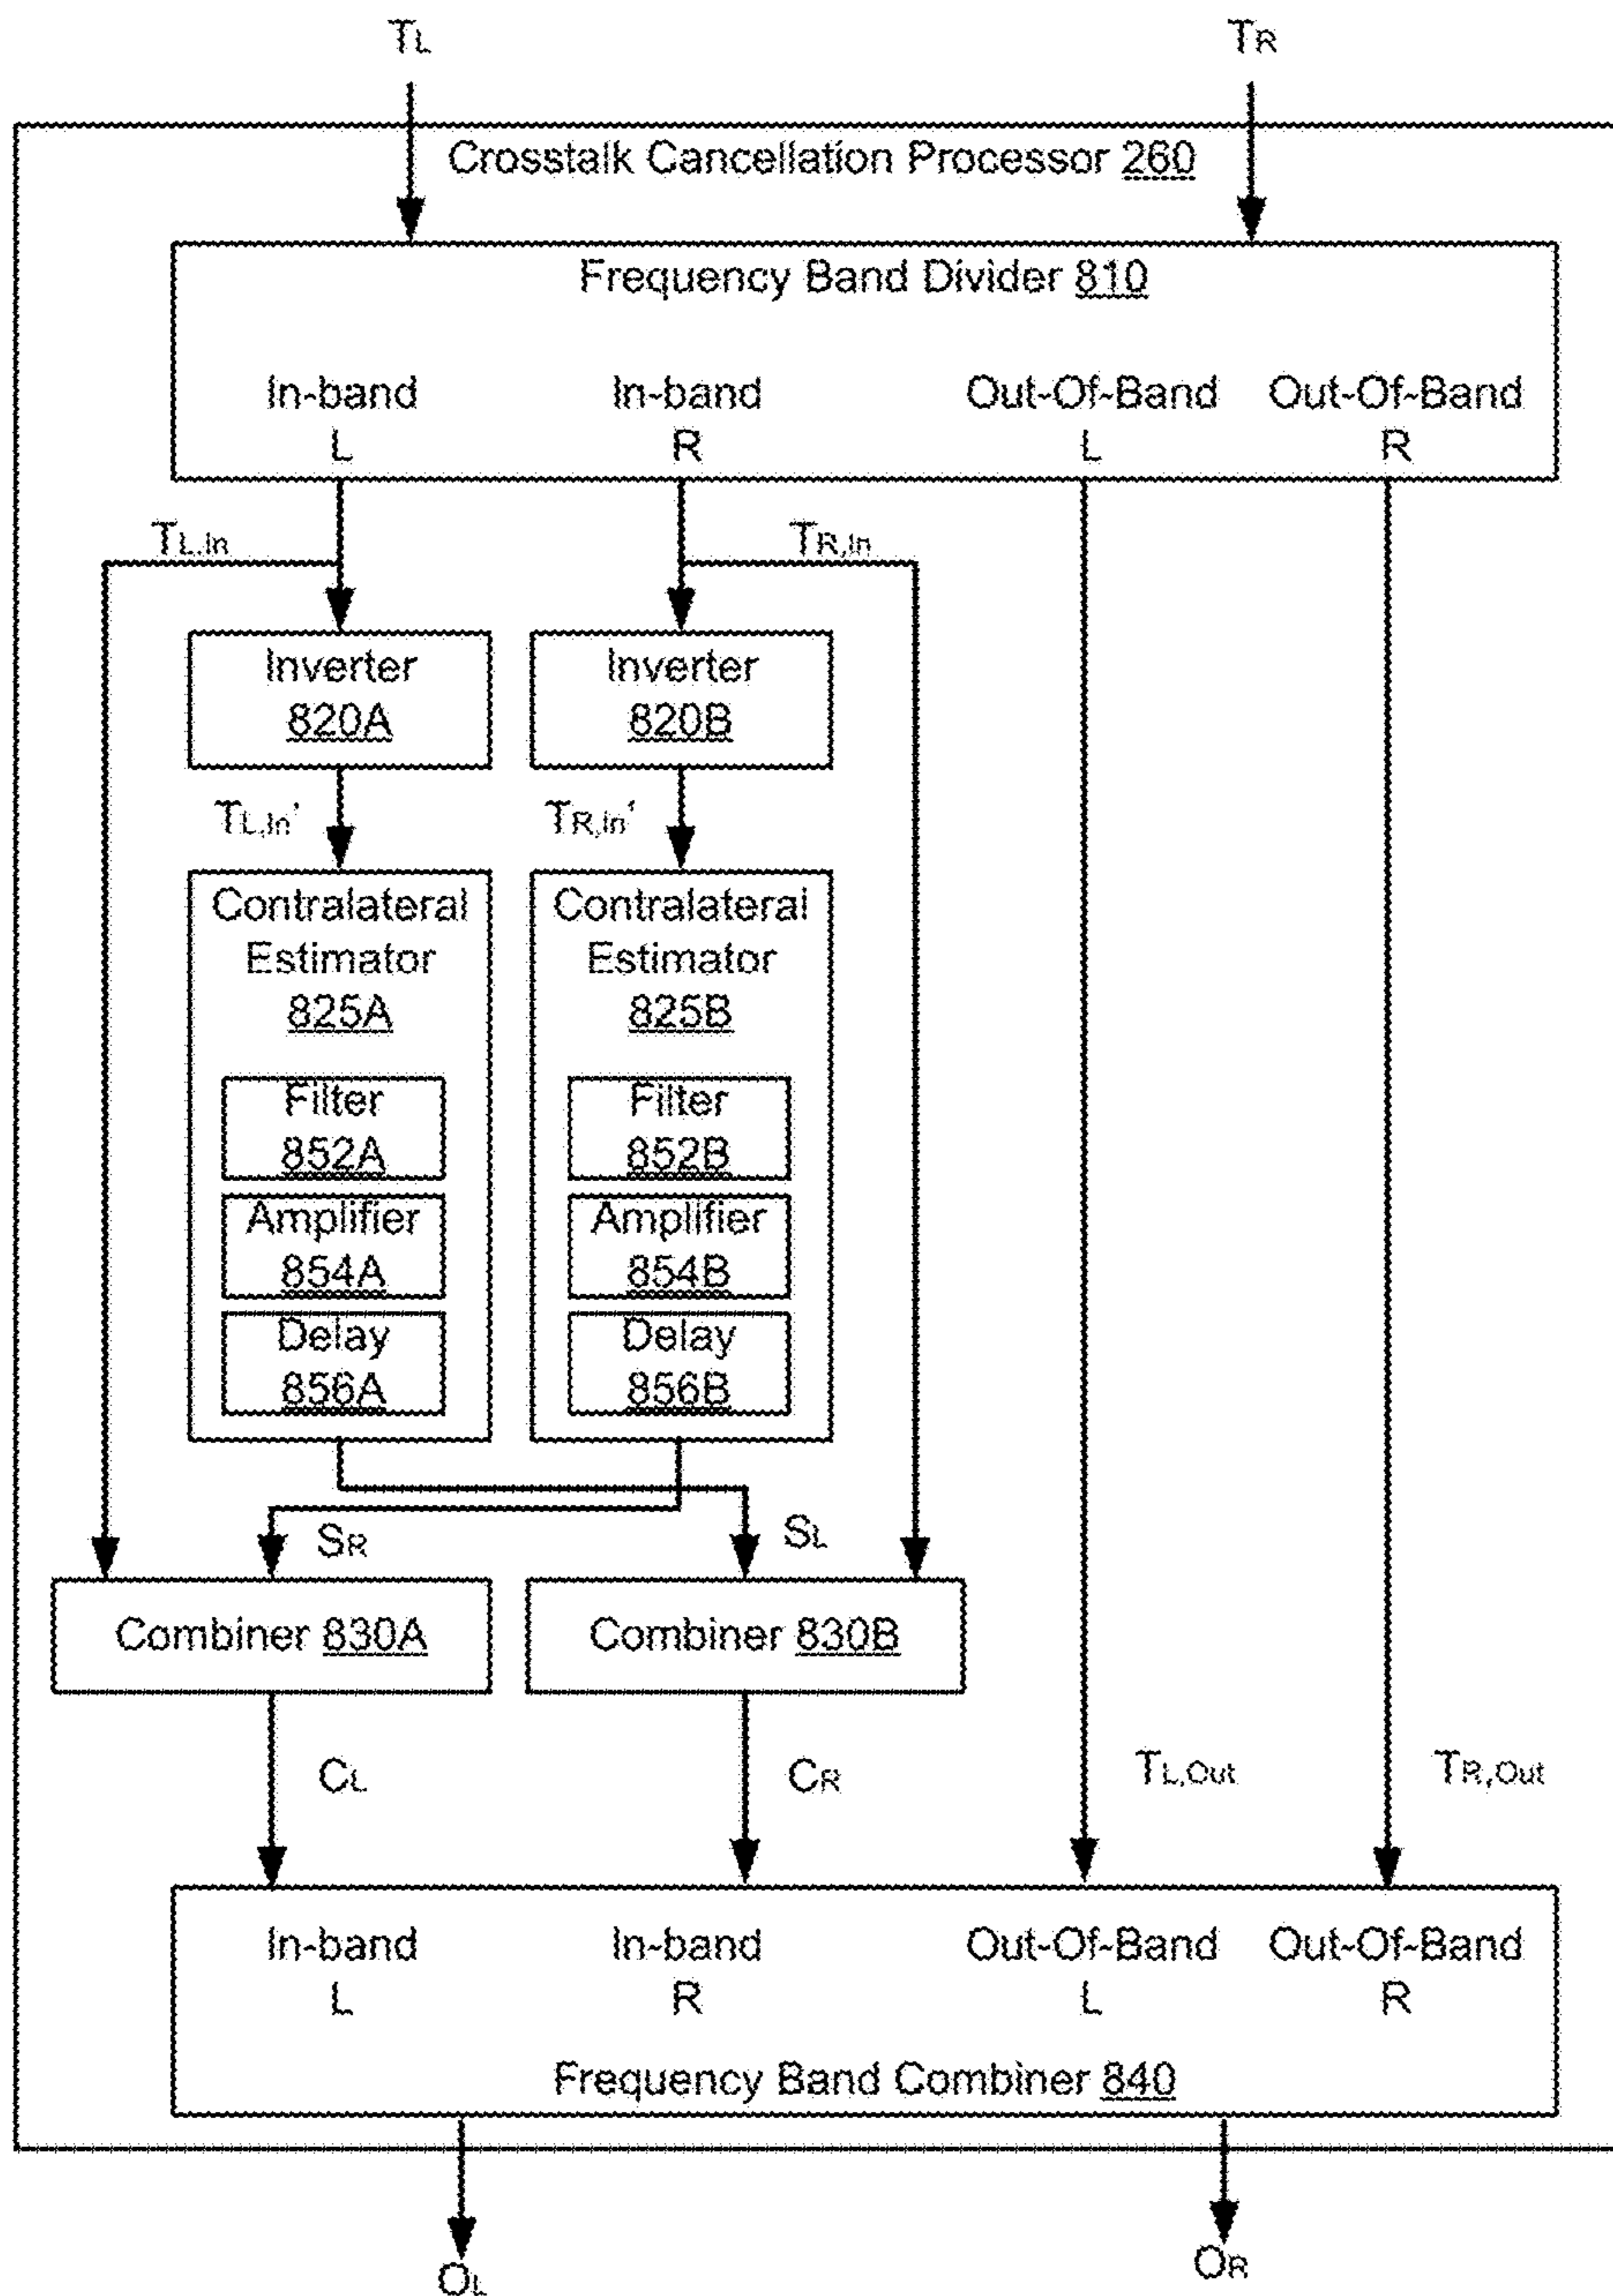 TL
TR
Crosstalk Cancellation Processor 260
Frequency Band Divider 810
In-band
L
In-band
R
Out-Of-Band
L
Out-Of-Band
R
TL,In
TR,In
Inverter
820A
Inverter
820B
TL,In'
TR,In'
Contralateral
Estimator
825A
Filter
852A
Amplifier
854A
Delay
856A
Contralateral
Estimator
825B
Filter
852B
Amplifier
854B
Delay
856B
SR
SL
Combiner 830A
Combiner 830B
CL
CR
TL,Out
TR,Out
In-band
L
In-band
R
Out-Of-Band
L
Out-Of-Band
R
Frequency Band Combiner 840
OL
OR